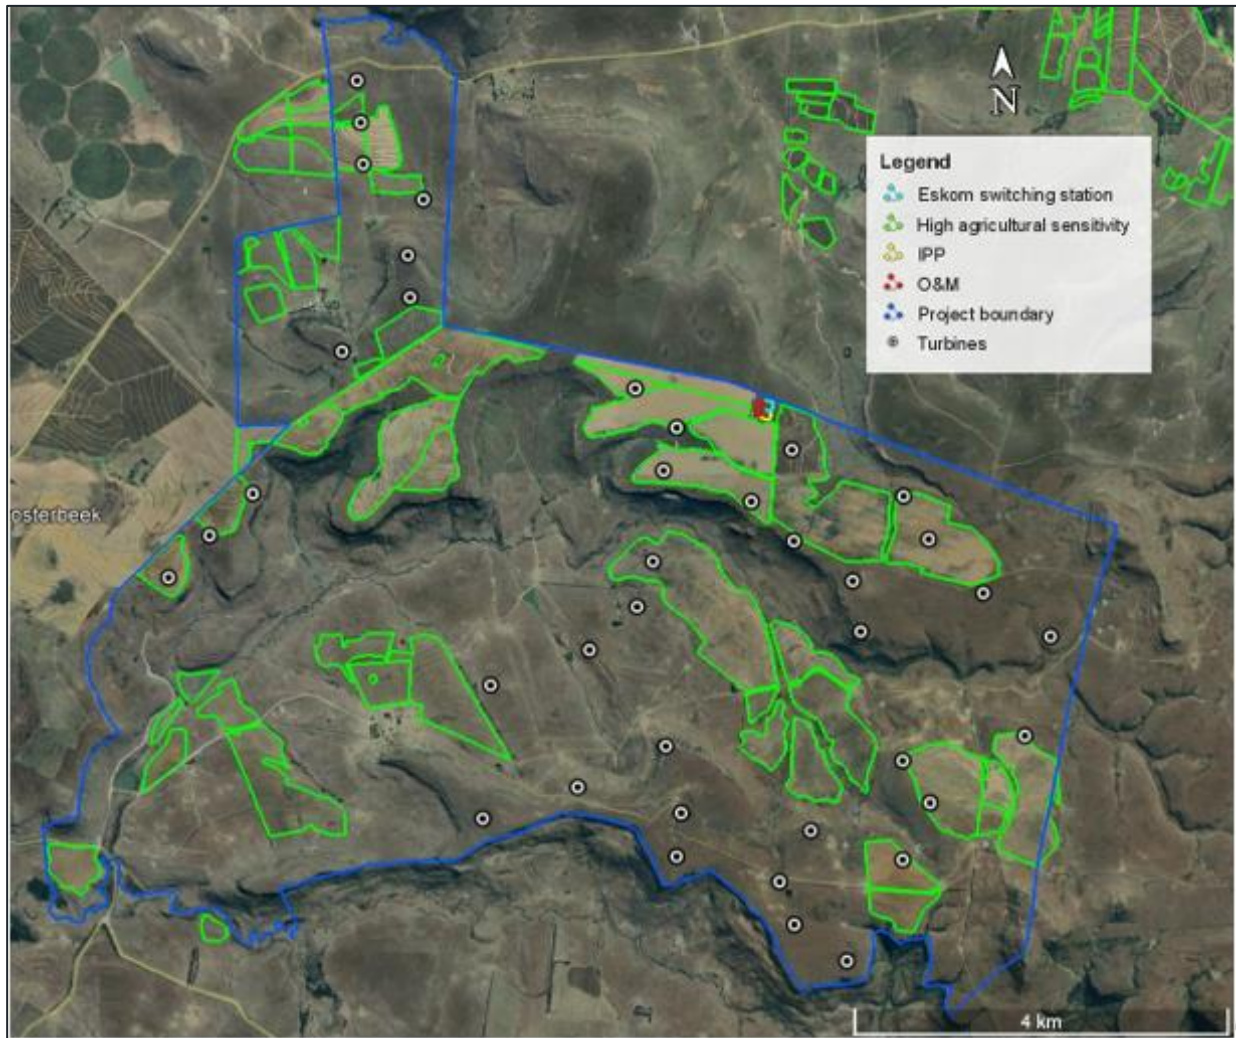 N
Legend
Eskom switching station
High agricultural sensitivity
IPP
O&M
Project boundary
Turbines
osterbeek
4 km